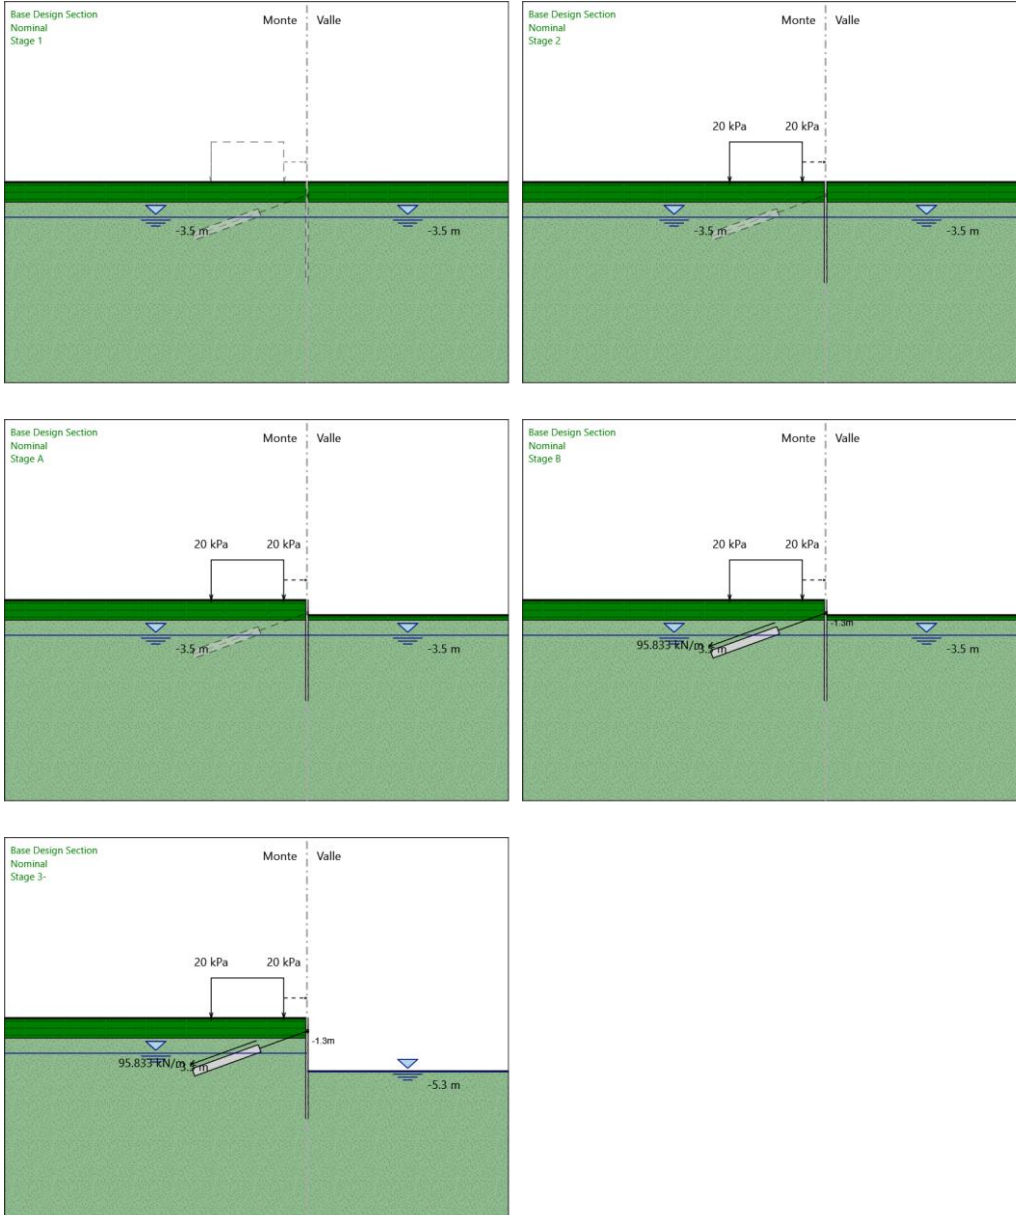 Base Design Section
Nominal
Stage 1
Monte Valle
-3.5 m -3.5 m
Base Design Section
Nominal
Stage 2
Monte Valle
20 kPa 20 kPa
-3.5 m -3.5 m
Base Design Section
Nominal
Stage A
Monte Valle
20 kPa 20 kPa
-3.5 m -3.5 m
Base Design Section
Nominal
Stage B
Monte Valle
20 kPa 20 kPa
-1.3m
95.833 kN/m -3.5 m
Base Design Section
Nominal
Stage 3-
Monte Valle
20 kPa 20 kPa
-1.3m
95.833 kN/m
-5.3 m